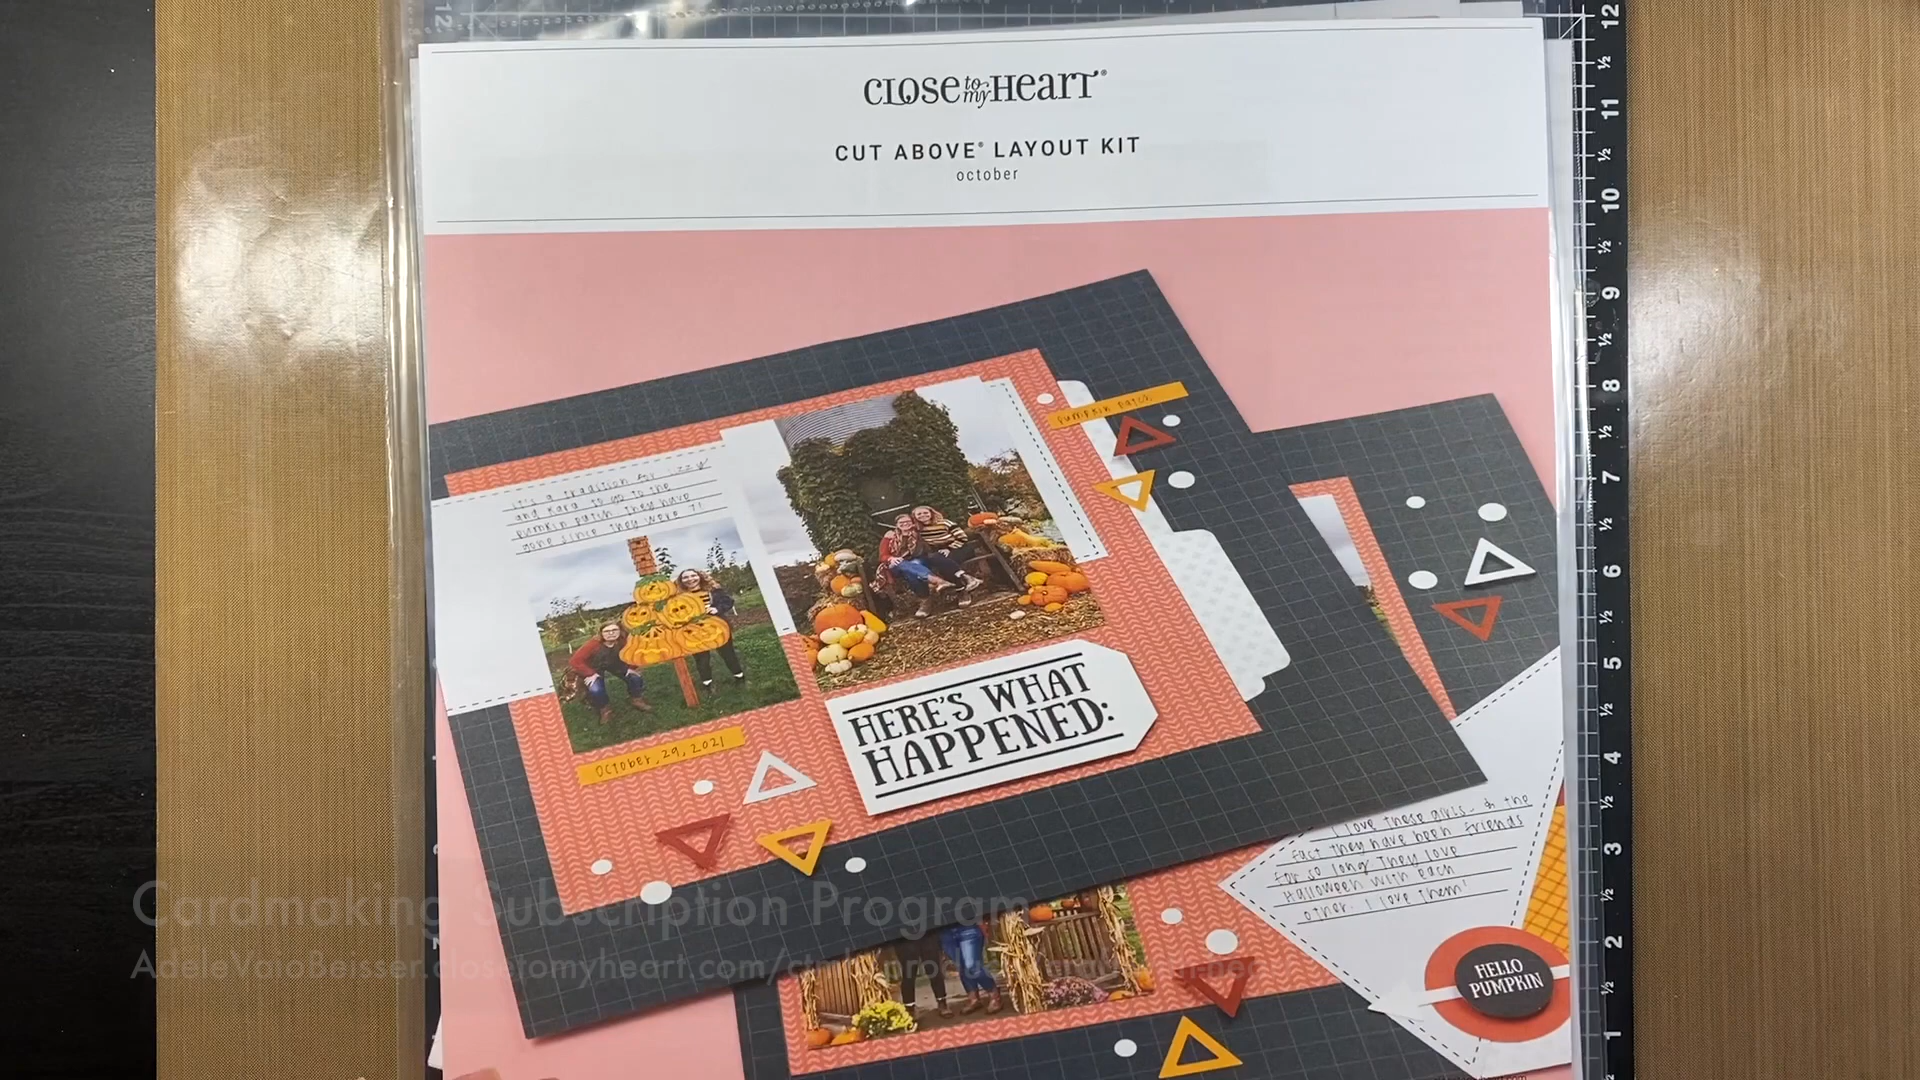 CLOSE to my HEART®
CUT ABOVE® LAYOUT KIT
october
pumpkin patch
it's a tradition for Lizzy
and Kara to go to the
pumpkin patch. They have
gone since they were 7!
HERE'S WHAT
HAPPENED:
October, 29, 2021
I love these girls & the
fact they have been friends
for so long! They love
Halloween with each
other. I love them!
HELLO
PUMPKIN
Cardmaking Subscription Program
12
11
10
9
8
7
6
5
4
3
2
1